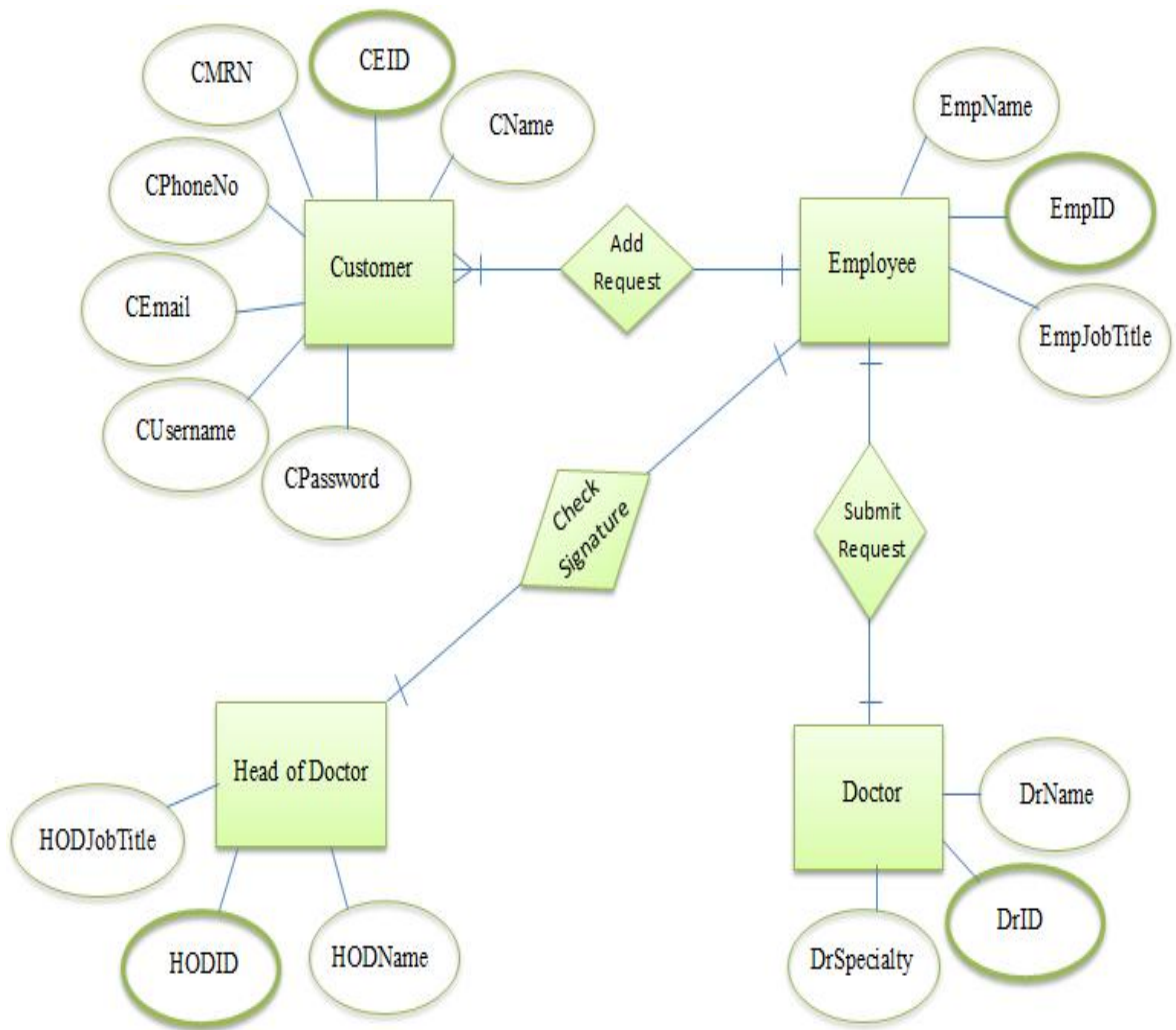 CEID
CMRN
CName
EmpName
CPhoneNo
EmpID
Customer
Add
Request
Employee
CEmail
EmpJobTitle
CUsername
CPassword
Check
Signature
Submit
Request
Head of Doctor
Doctor
DrName
HODJobTitle
DrID
HODID
HODName
DrSpecialty